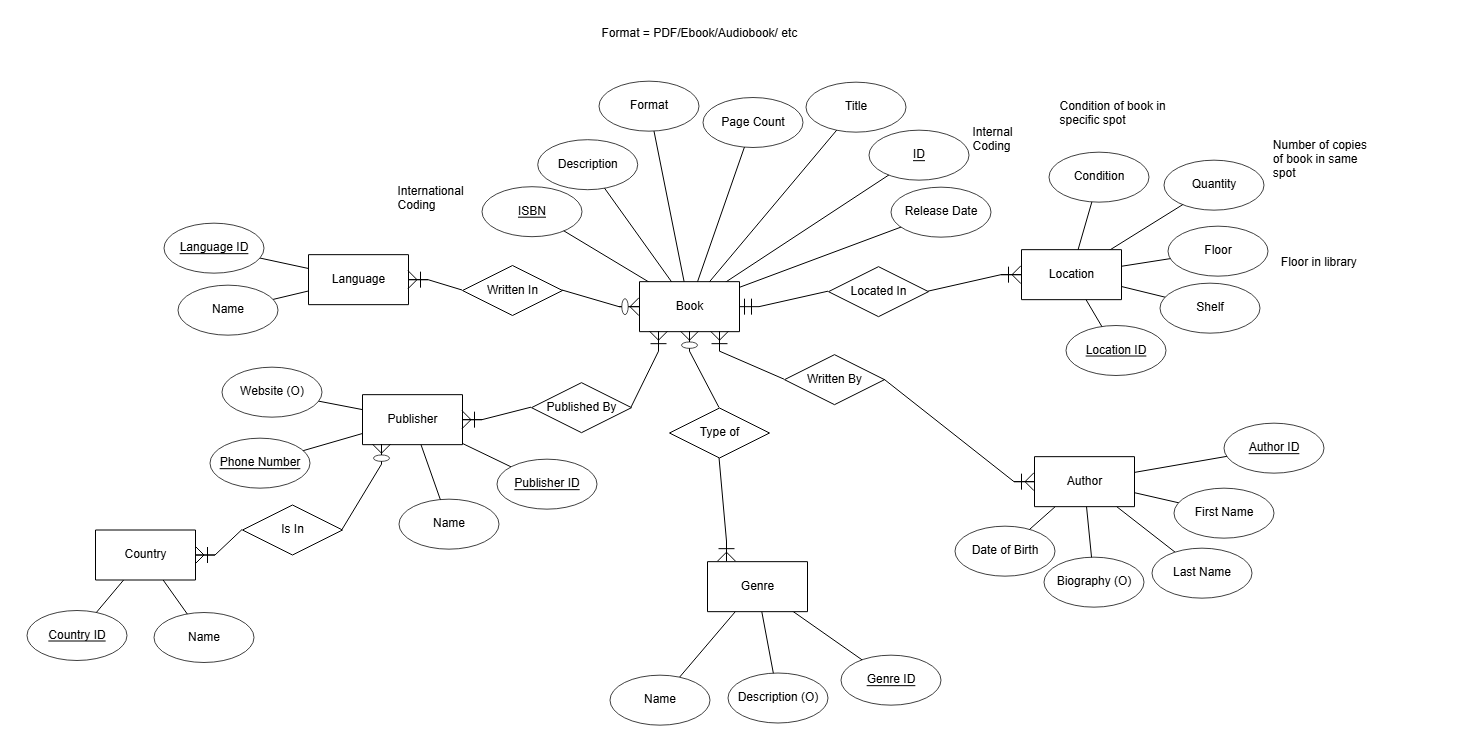 Format = PDF/Ebook/Audiobook/ etc
Format
Page Count
Title
Description
ID
Internal
Coding
Condition of book in
specific spot
Number of copies
of book in same
spot
International
Coding
ISBN
Release Date
Condition
Quantity
Language ID
Language
Name
Written In
Book
Located In
Location
Floor
Floor in library
Shelf
Location ID
Website (O)
Publisher
Published By
Written By
Phone Number
Publisher ID
Name
Type of
Is In
Country
Country ID
Name
Author ID
Author
First Name
Date of Birth
Biography (O)
Last Name
Genre
Name
Description (O)
Genre ID